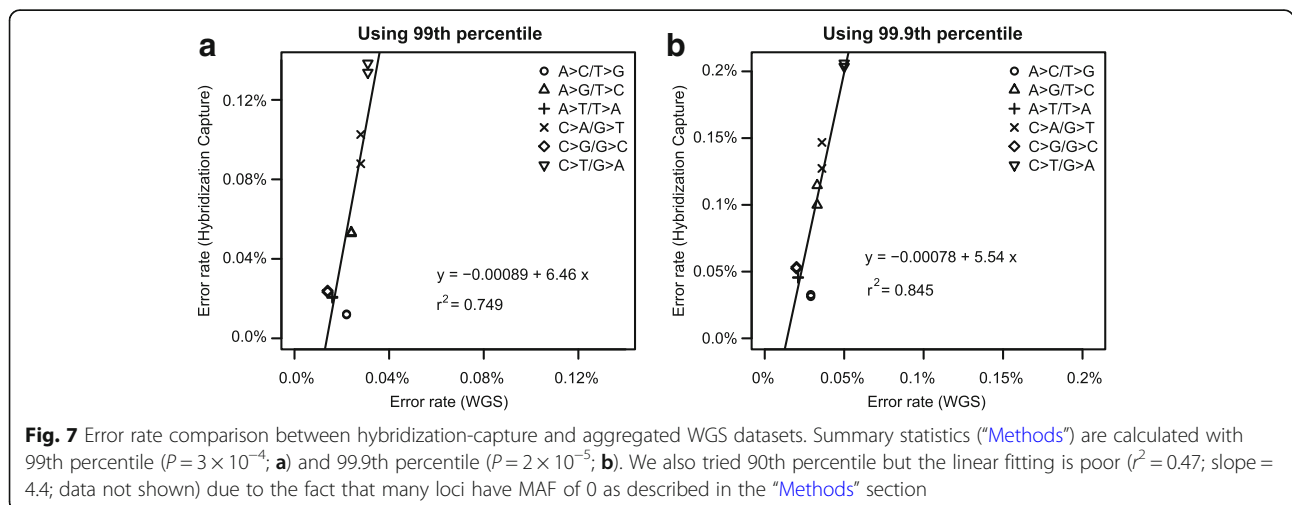 a
Using 99th percentile
Error rate (Hybridization Capture)
0.12%
0.08%
0.04%
0.0%
A>C/T>G
A>G/T>C
A>T/T>A
C>A/G>T
C>G/G>C
C>T/G>A
y = −0.00089 + 6.46 x
r² = 0.749
0.0% 0.04% 0.08% 0.12%
Error rate (WGS)
b
Using 99.9th percentile
Error rate (Hybridization Capture)
0.2%
0.15%
0.1%
0.05%
0.0%
A>C/T>G
A>G/T>C
A>T/T>A
C>A/G>T
C>G/G>C
C>T/G>A
y = −0.00078 + 5.54 x
r² = 0.845
0% 0.05% 0.1% 0.15% 0.2%
Error rate (WGS)
Fig. 7 Error rate comparison between hybridization-capture and aggregated WGS datasets. Summary statistics (“Methods”) are calculated with
99th percentile (P = 3 × 10⁻⁴; a) and 99.9th percentile (P = 2 × 10⁻⁵; b). We also tried 90th percentile but the linear fitting is poor (r² = 0.47; slope =
4.4; data not shown) due to the fact that many loci have MAF of 0 as described in the “Methods” section